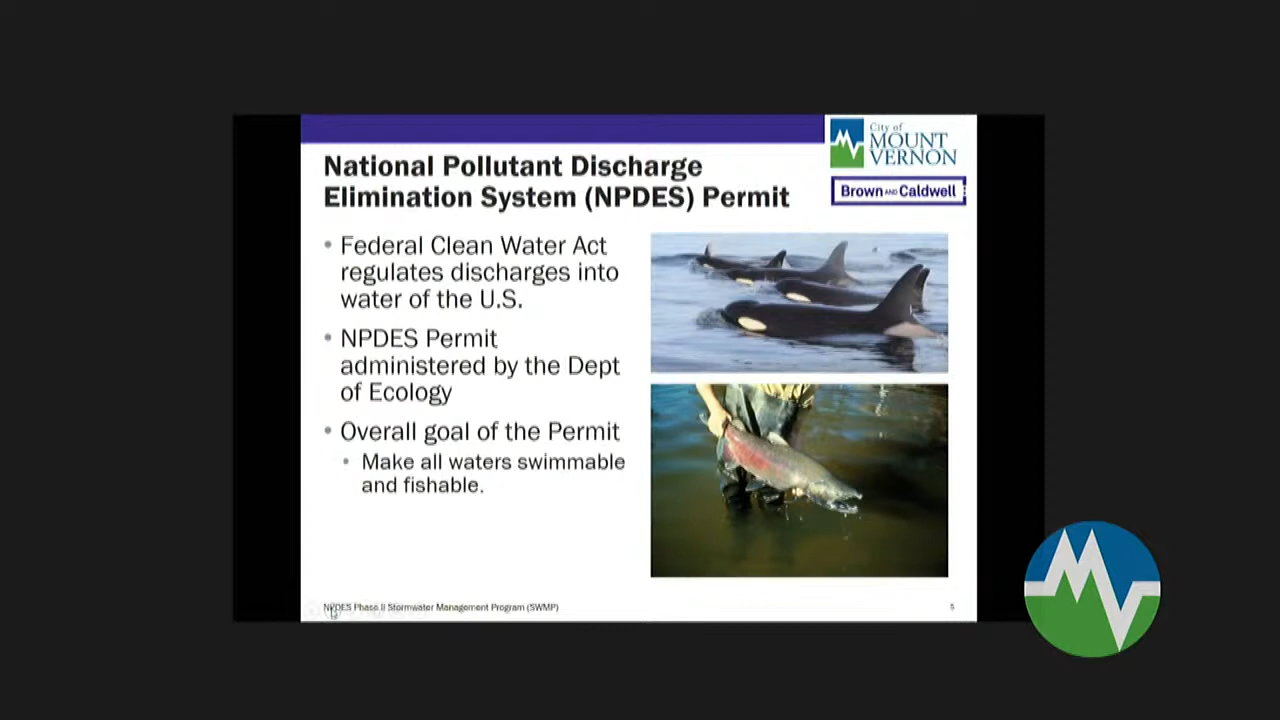 City of
MOUNT
VERNON
Brown AND Caldwell
National Pollutant Discharge
Elimination System (NPDES) Permit
• Federal Clean Water Act
regulates discharges into
water of the U.S.
• NPDES Permit
administered by the Dept
of Ecology
• Overall goal of the Permit
• Make all waters swimmable
and fishable.
NPDES Phase II Stormwater Management Program (SWMP)
5